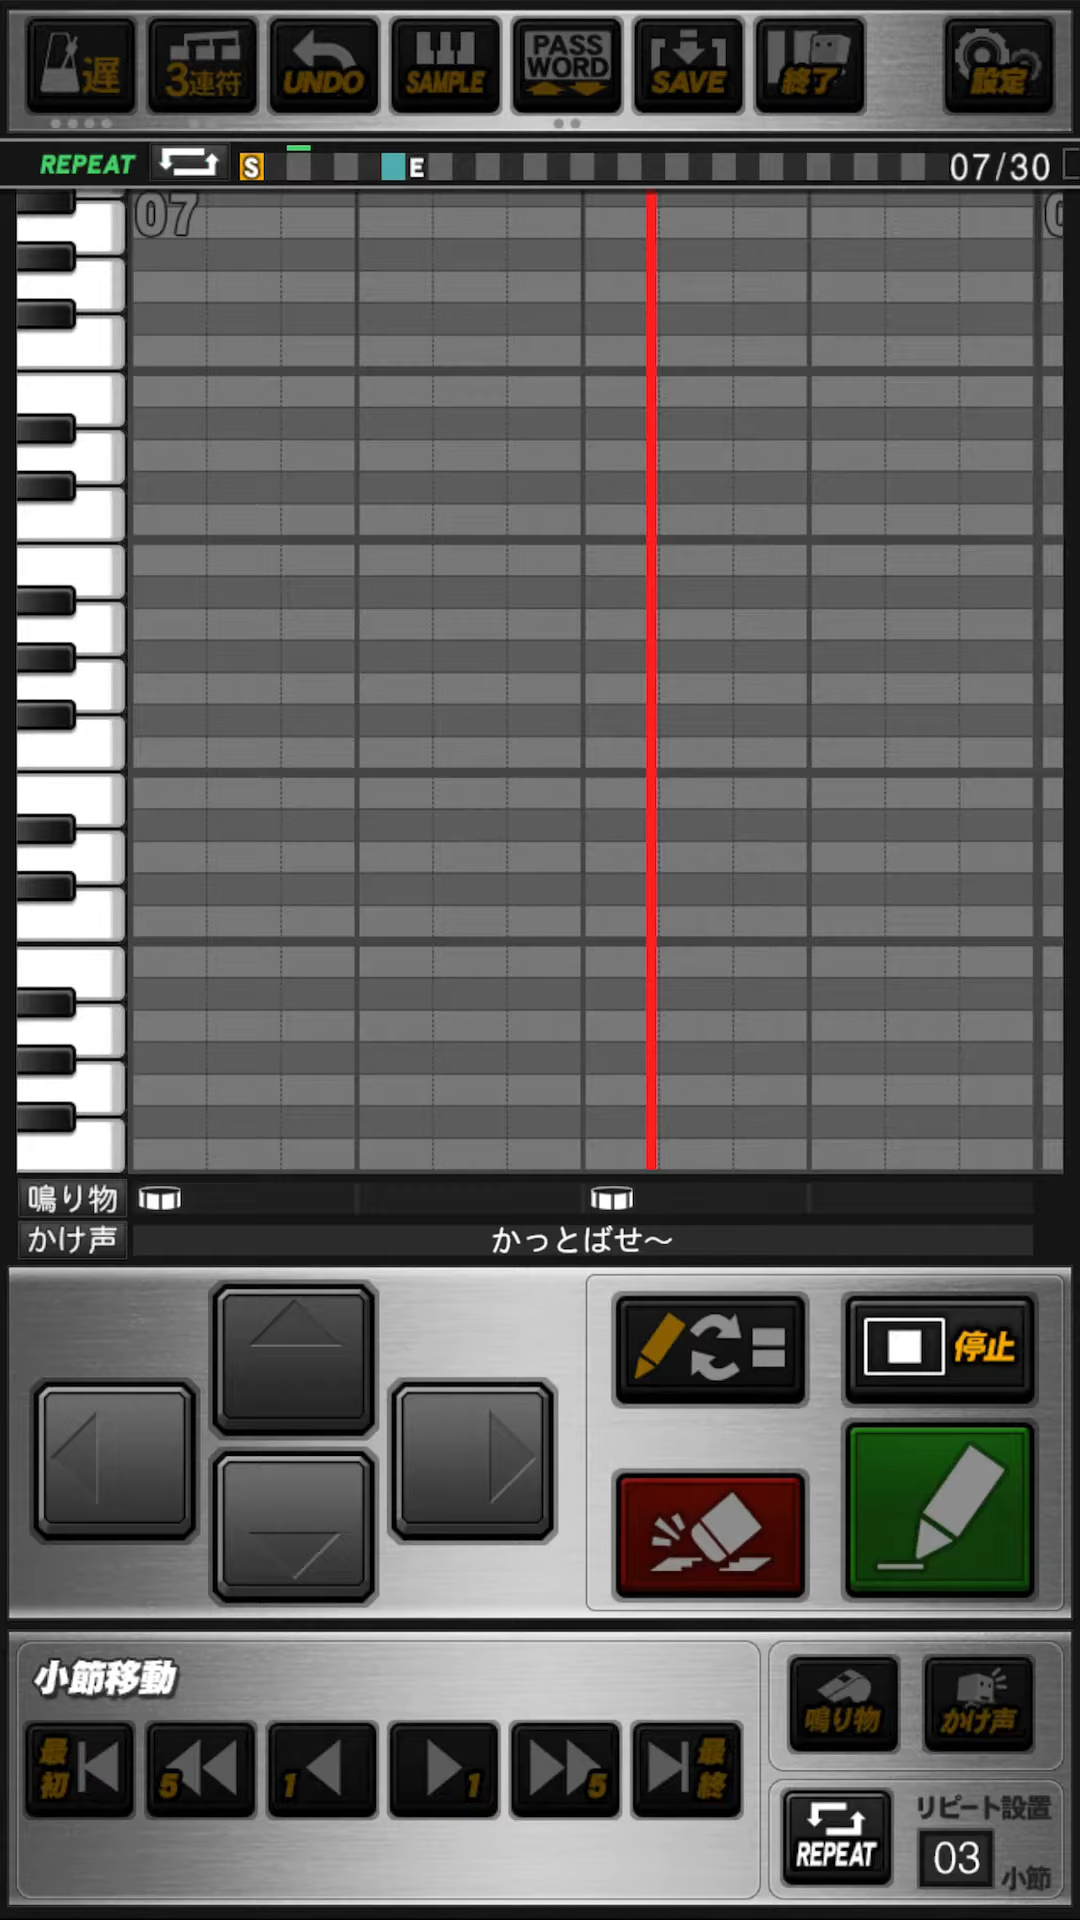 遅
3連符
UNDO
SAMPLE
PASS
WORD
SAVE
終了
設定
REPEAT
S
E
07/30
07
鳴り物
かけ声
かっとばせ～
停止
小節移動
最初
5
1
1
5
最終
鳴り物
かけ声
REPEAT
リピート設置
03
小節